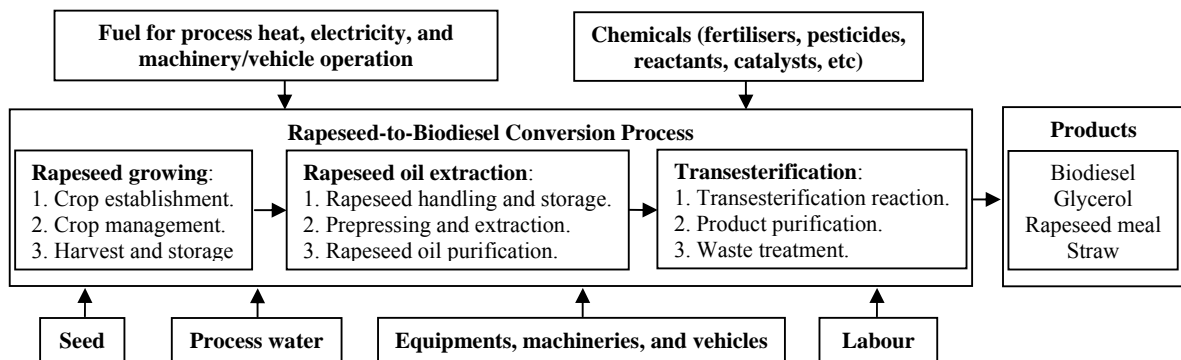 Fuel for process heat, electricity, and
machinery/vehicle operation
Chemicals (fertilisers, pesticides,
reactants, catalysts, etc)
Rapeseed-to-Biodiesel Conversion Process
Rapeseed growing:
1. Crop establishment.
2. Crop management.
3. Harvest and storage
Rapeseed oil extraction:
1. Rapeseed handling and storage.
2. Prepressing and extraction.
3. Rapeseed oil purification.
Transesterification:
1. Transesterification reaction.
2. Product purification.
3. Waste treatment.
Products
Biodiesel
Glycerol
Rapeseed meal
Straw
Seed
Process water
Equipments, machineries, and vehicles
Labour